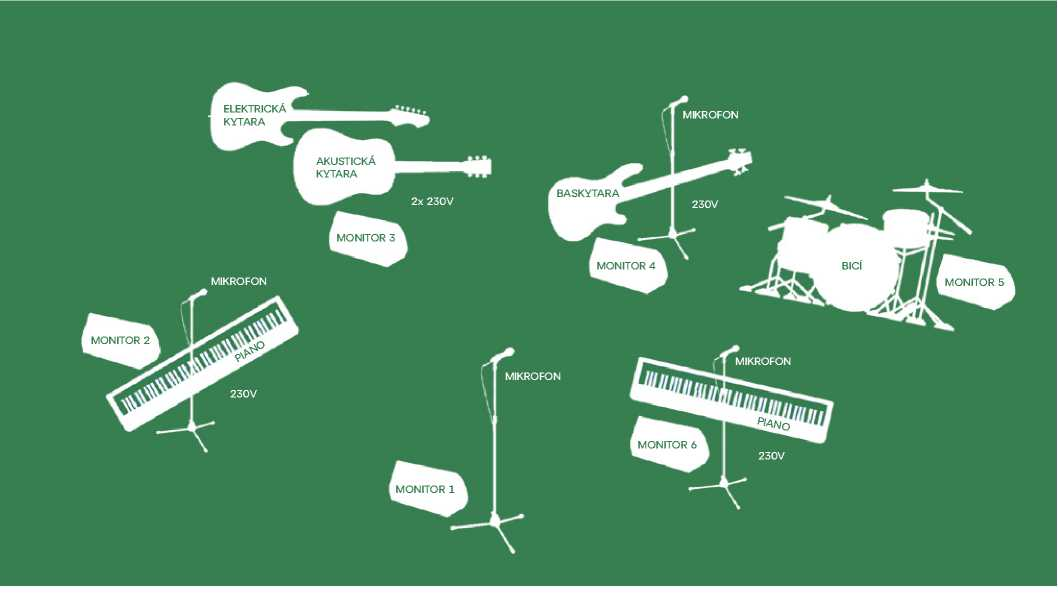 ELEKTRICKÁ
KYTARA
AKUSTICKÁ
KYTARA
2x 230V
MONITOR 3
MIKROFON
BASKYTARA
230V
MONITOR 4
BICÍ
MONITOR 5
MIKROFON
MONITOR 2
PIANO
230V
MIKROFON
MONITOR 1
MIKROFON
PIANO
MONITOR 6
230V